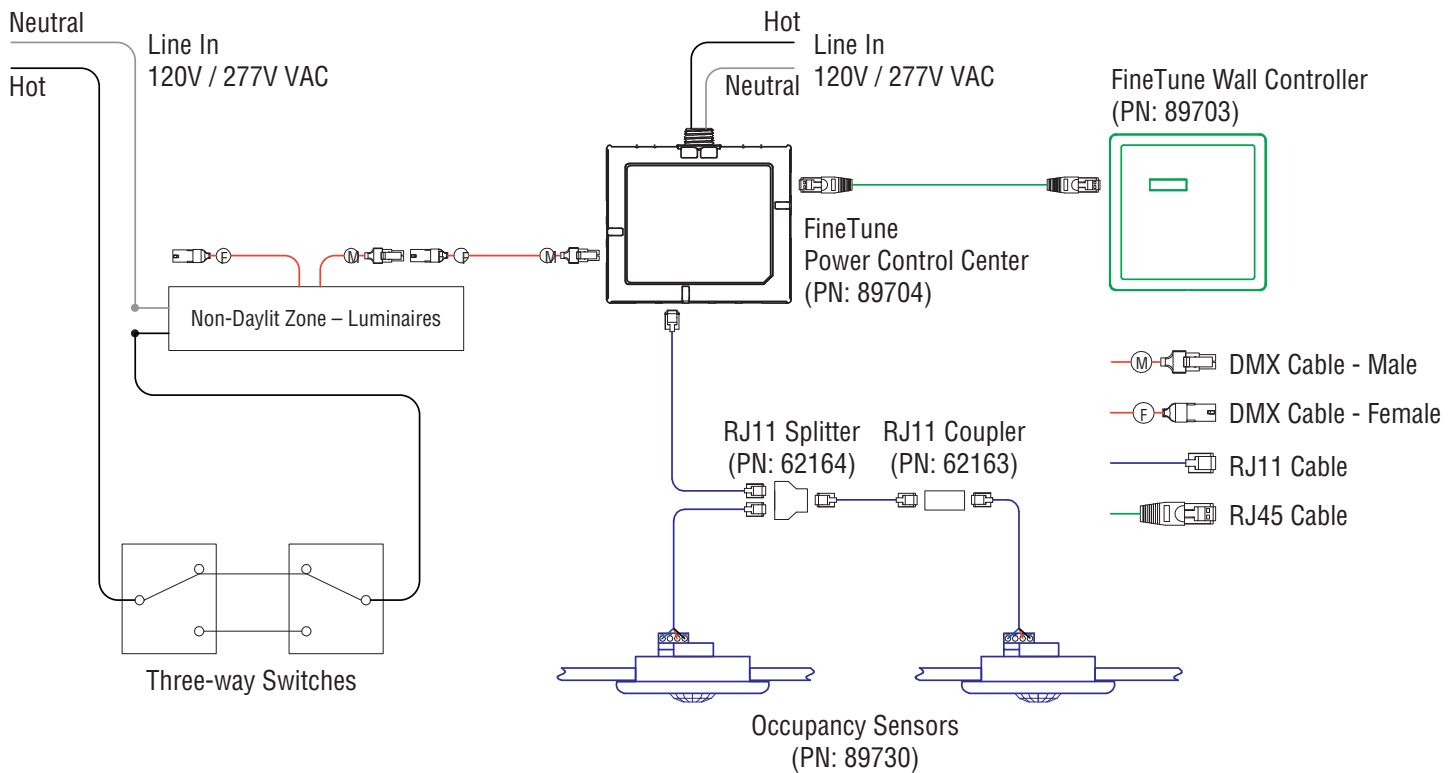 Neutral
Hot
Line In
120V / 277V VAC
Hot
Neutral
Line In
120V / 277V VAC
FineTune Wall Controller
(PN: 89703)
FineTune
Power Control Center
(PN: 89704)
F
M
F
M
Non-Daylit Zone – Luminaires
M
DMX Cable - Male
F
DMX Cable - Female
RJ11 Cable
RJ45 Cable
RJ11 Splitter
(PN: 62164)
RJ11 Coupler
(PN: 62163)
Three-way Switches
Occupancy Sensors
(PN: 89730)